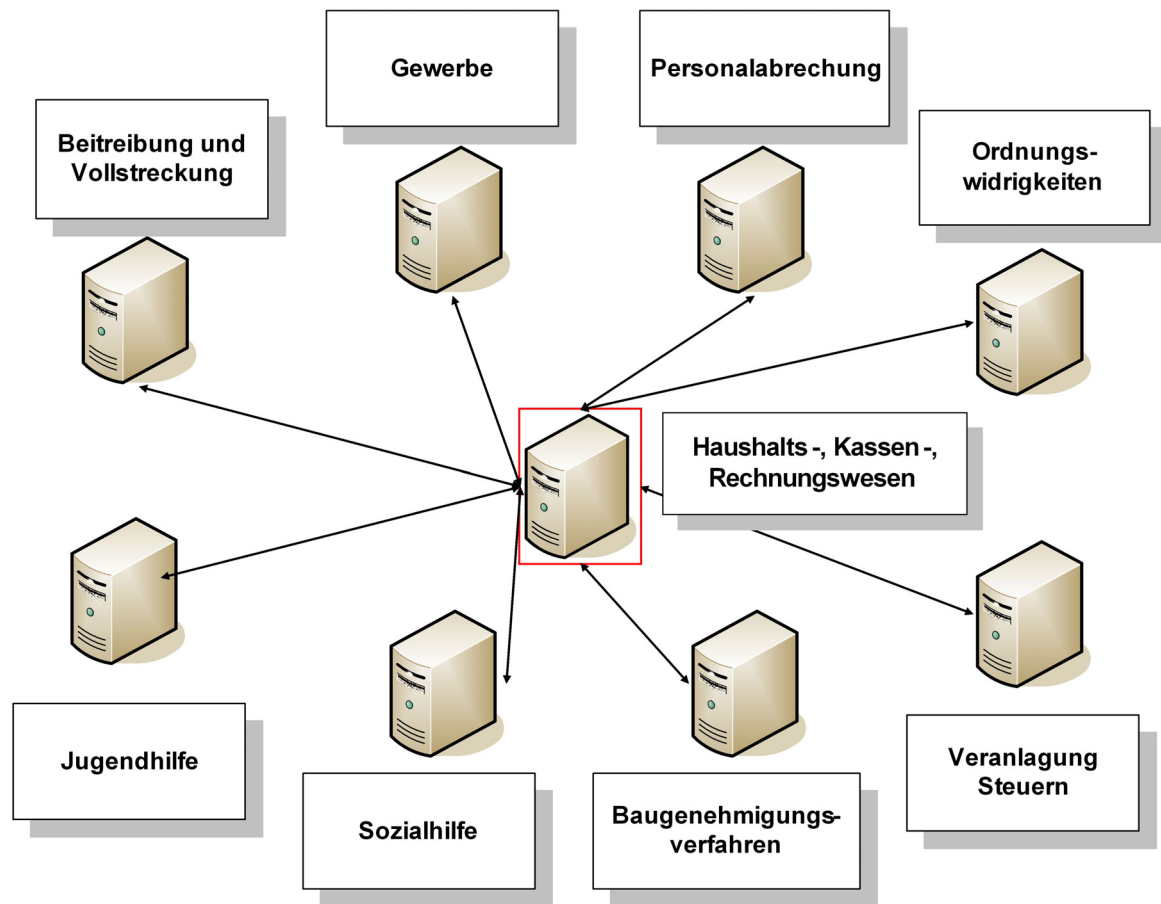 Gewerbe
Personalabrechung
Beitreibung und
Vollstreckung
Ordnungs-
widrigkeiten
Haushalts -, Kassen -,
Rechnungswesen
Jugendhilfe
Sozialhilfe
Baugenehmigungs-
verfahren
Veranlagung
Steuern